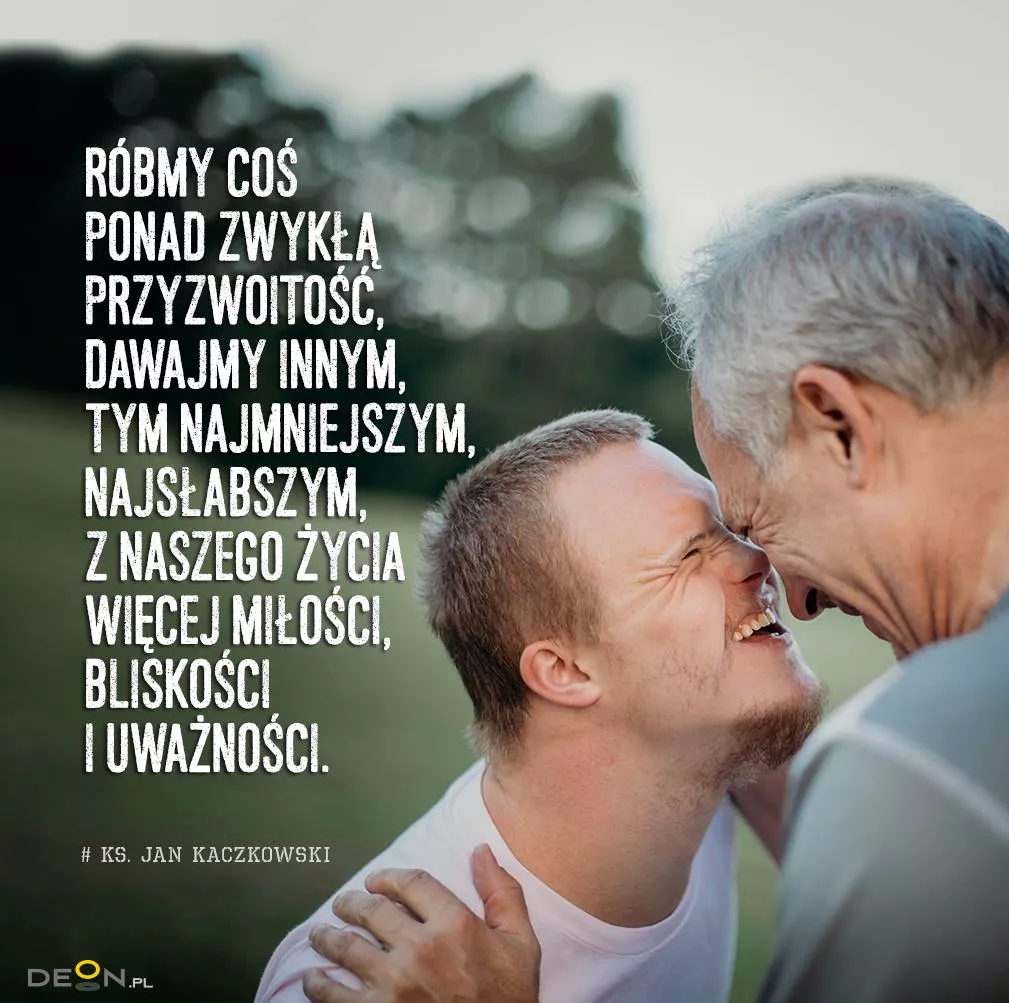 RÓBMY COŚ
PONAD ZWYKŁĄ
PRZYZWOITOŚĆ,
DAWAJMY INNYM,
TYM NAJMNIEJSZYM,
NAJSŁABSZYM,
Z NASZEGO ŻYCIA
WIĘCEJ MIŁOŚCI,
BLISKOŚCI
I UWAŻNOŚCI.
# KS. JAN KACZKOWSKI
DEON.PL